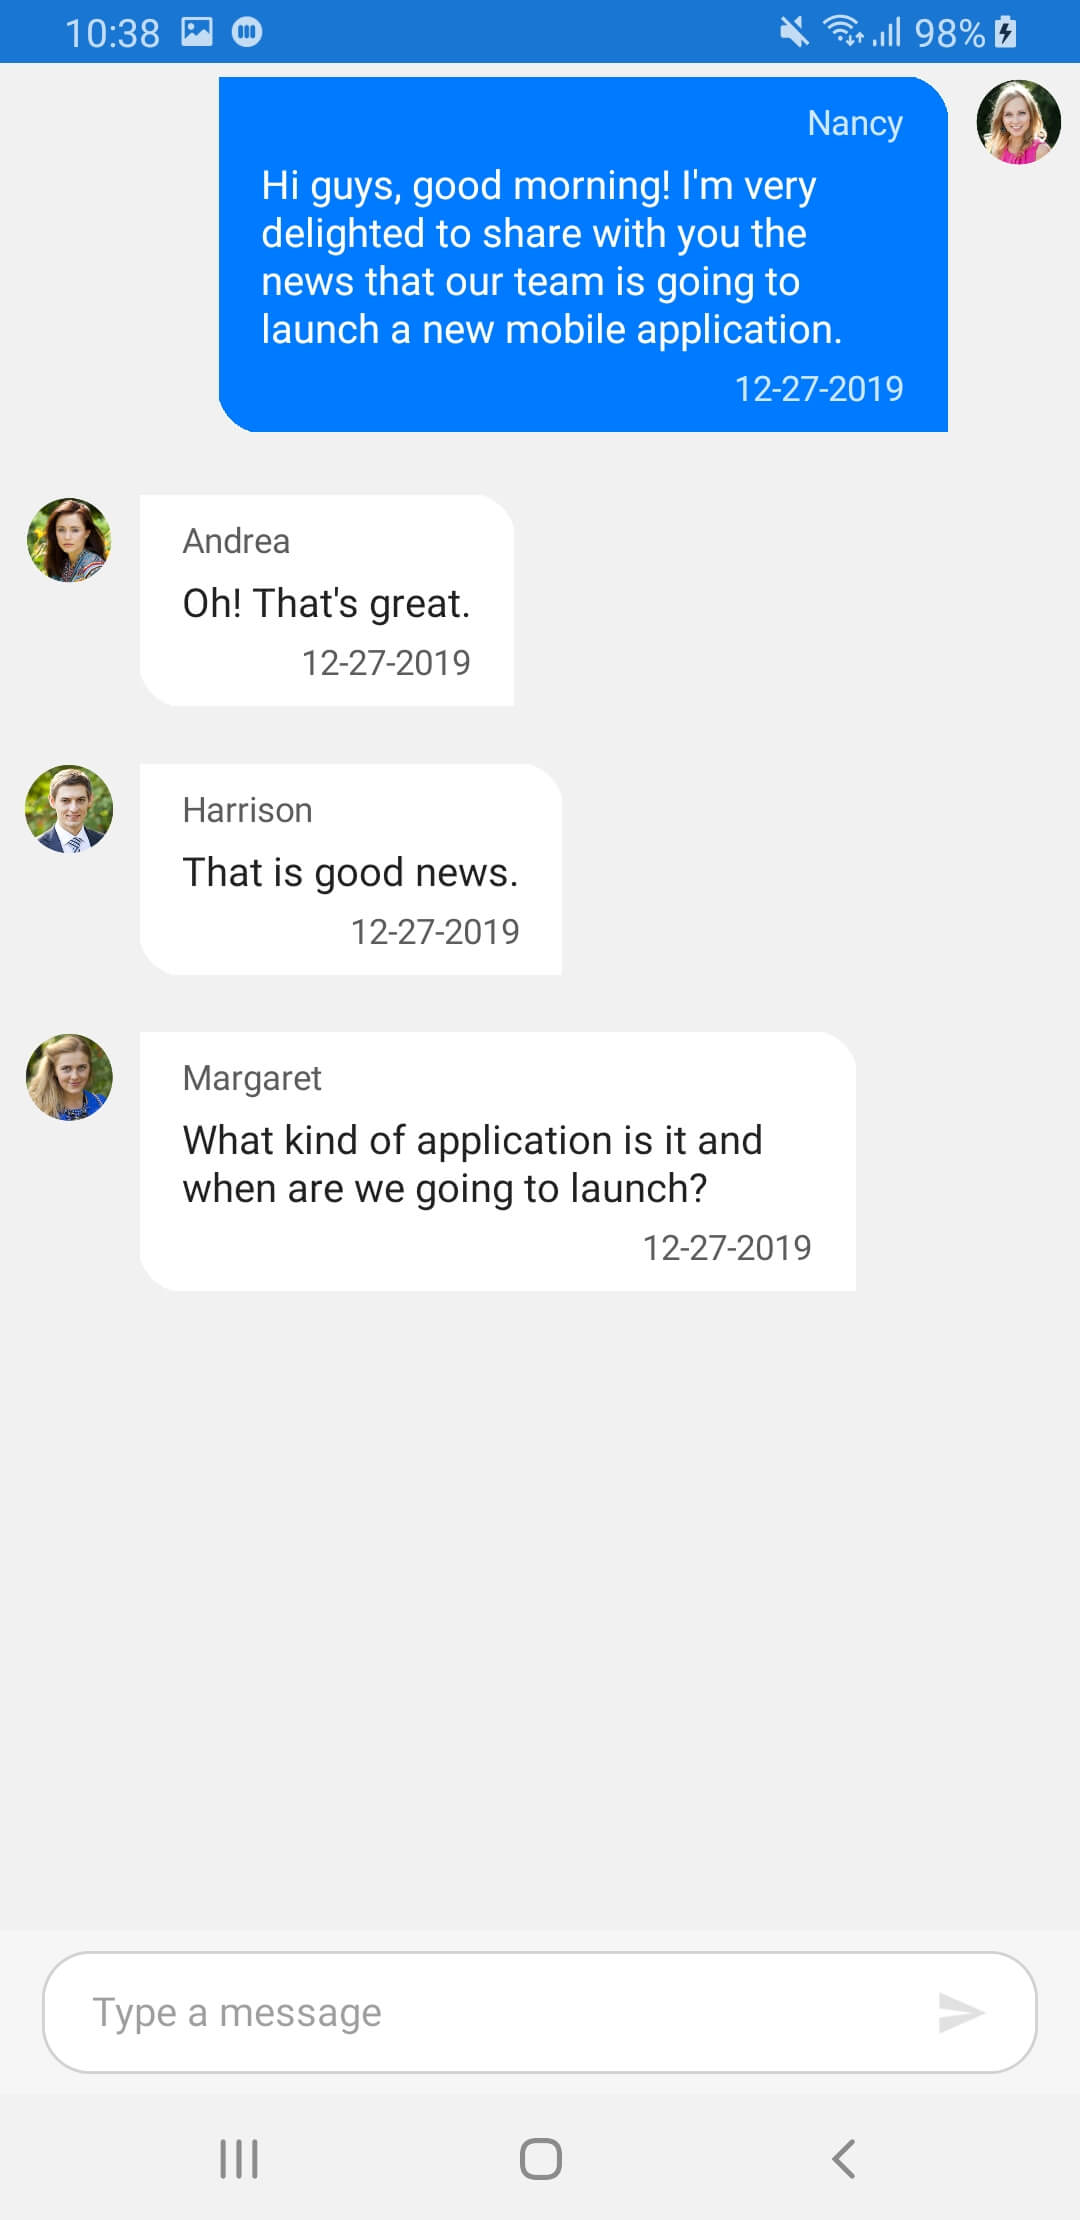 10:38 98%
Nancy
Hi guys, good morning! I'm very
delighted to share with you the
news that our team is going to
launch a new mobile application.
12-27-2019
Andrea
Oh! That's great.
12-27-2019
Harrison
That is good news.
12-27-2019
Margaret
What kind of application is it and
when are we going to launch?
12-27-2019
Type a message